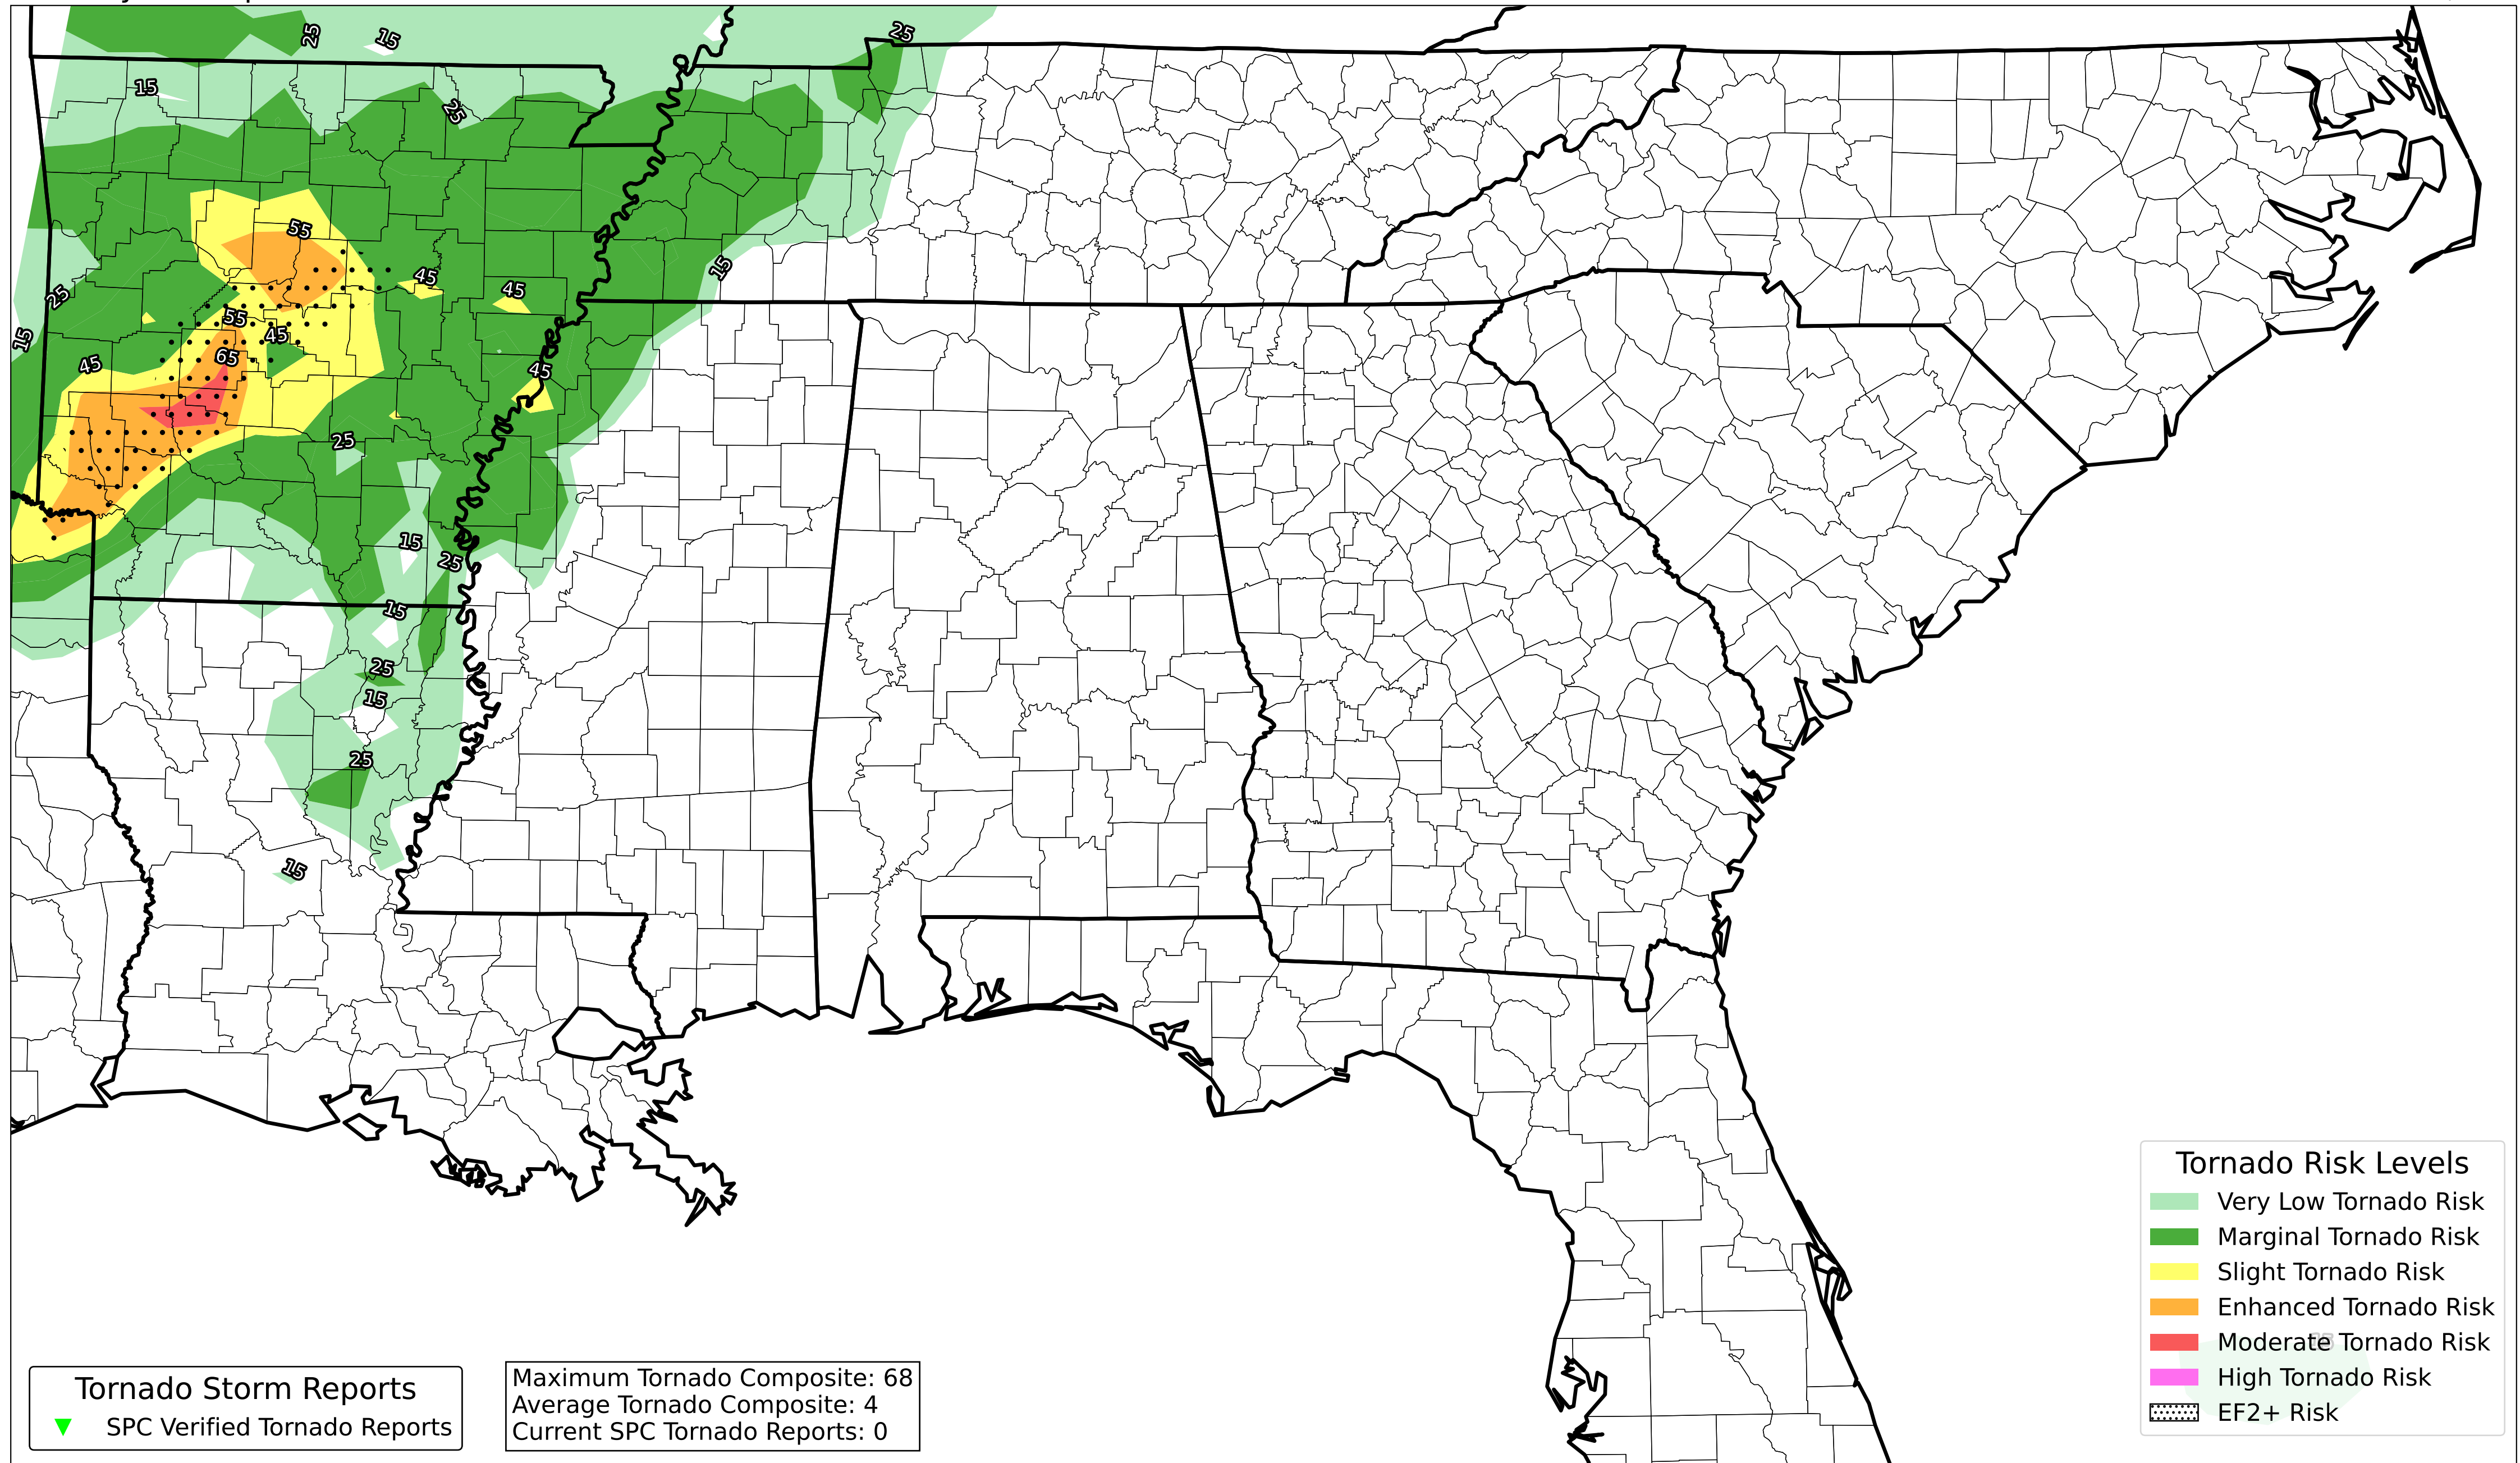 25
15
25
15
25
55
15
25
45
45
55
45
15
65
45
45
25
15
25
15
25
15
25
15
Tornado Risk Levels
Very Low Tornado Risk
Marginal Tornado Risk
Slight Tornado Risk
Enhanced Tornado Risk
Moderate Tornado Risk
High Tornado Risk
EF2+ Risk
Tornado Storm Reports
SPC Verified Tornado Reports
Maximum Tornado Composite: 68
Average Tornado Composite: 4
Current SPC Tornado Reports: 0